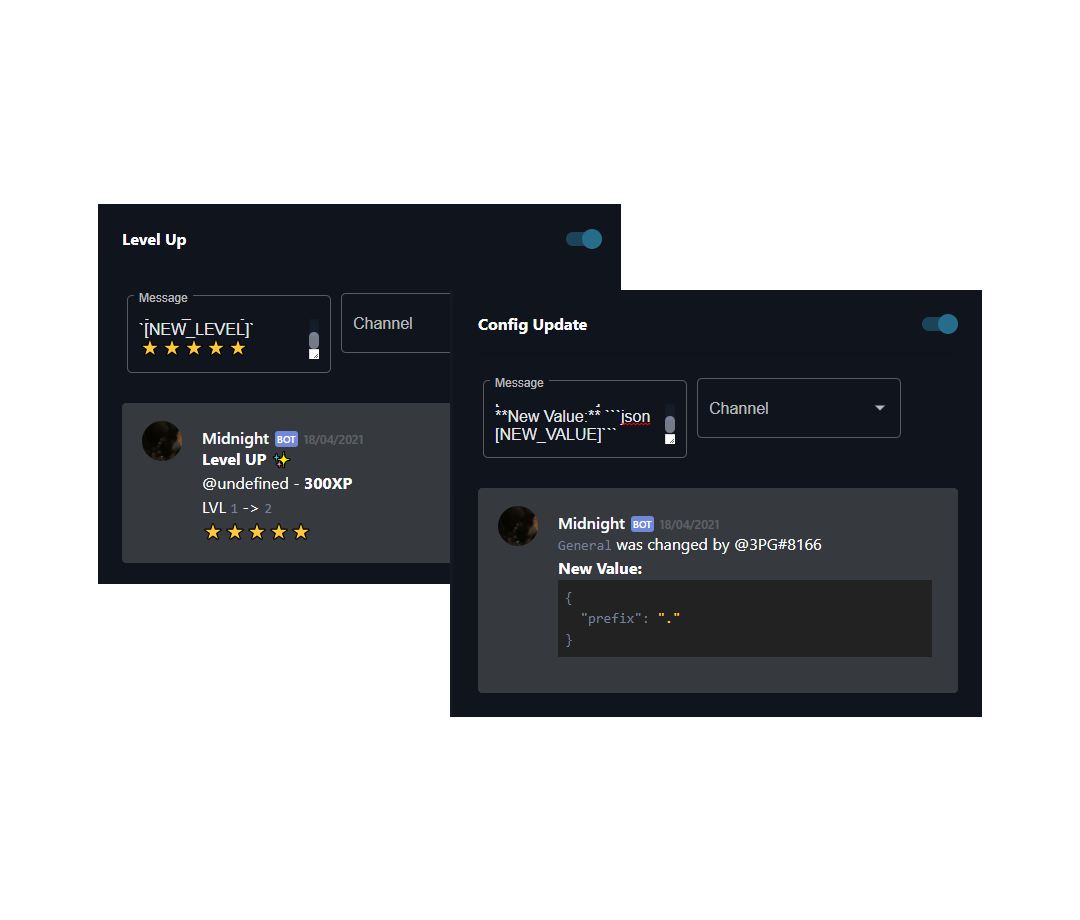 Level Up
Message
`[NEW_LEVEL]`
⭐⭐⭐⭐⭐
Channel
Midnight BOT 18/04/2021
Level UP ✨
@undefined - 300XP
LVL 1 -> 2
⭐⭐⭐⭐⭐
Config Update
Message
**New Value:** ```json
[NEW_VALUE]```
Channel
Midnight BOT 18/04/2021
General was changed by @3PG#8166
New Value:
{
"prefix": "."
}